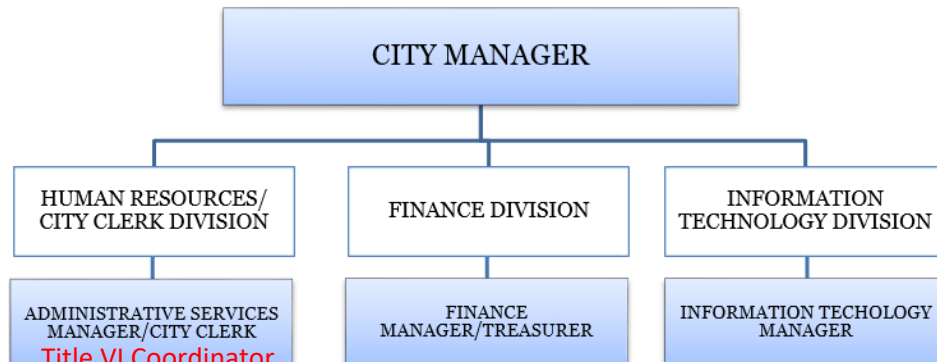 CITY MANAGER
HUMAN RESOURCES/
CITY CLERK DIVISION
FINANCE DIVISION
INFORMATION
TECHNOLOGY DIVISION
ADMINISTRATIVE SERVICES
MANAGER/CITY CLERK
Title VI Coordinator
FINANCE
MANAGER/TREASURER
INFORMATION TECHOLOGY
MANAGER